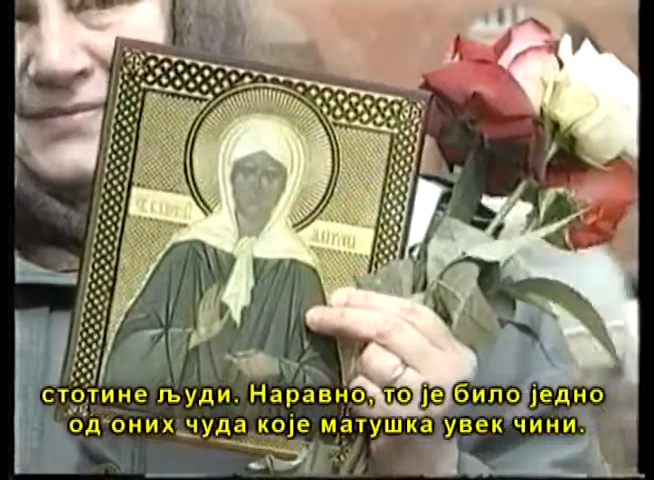 стотине људи. Наравно, то је било једно
од оних чуда које матушка увек чини.